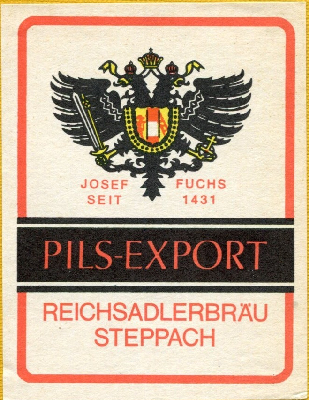 JOSEF FUCHS
SEIT 1431
PILS-EXPORT
REICHSADLERBRÄU
STEPPACH